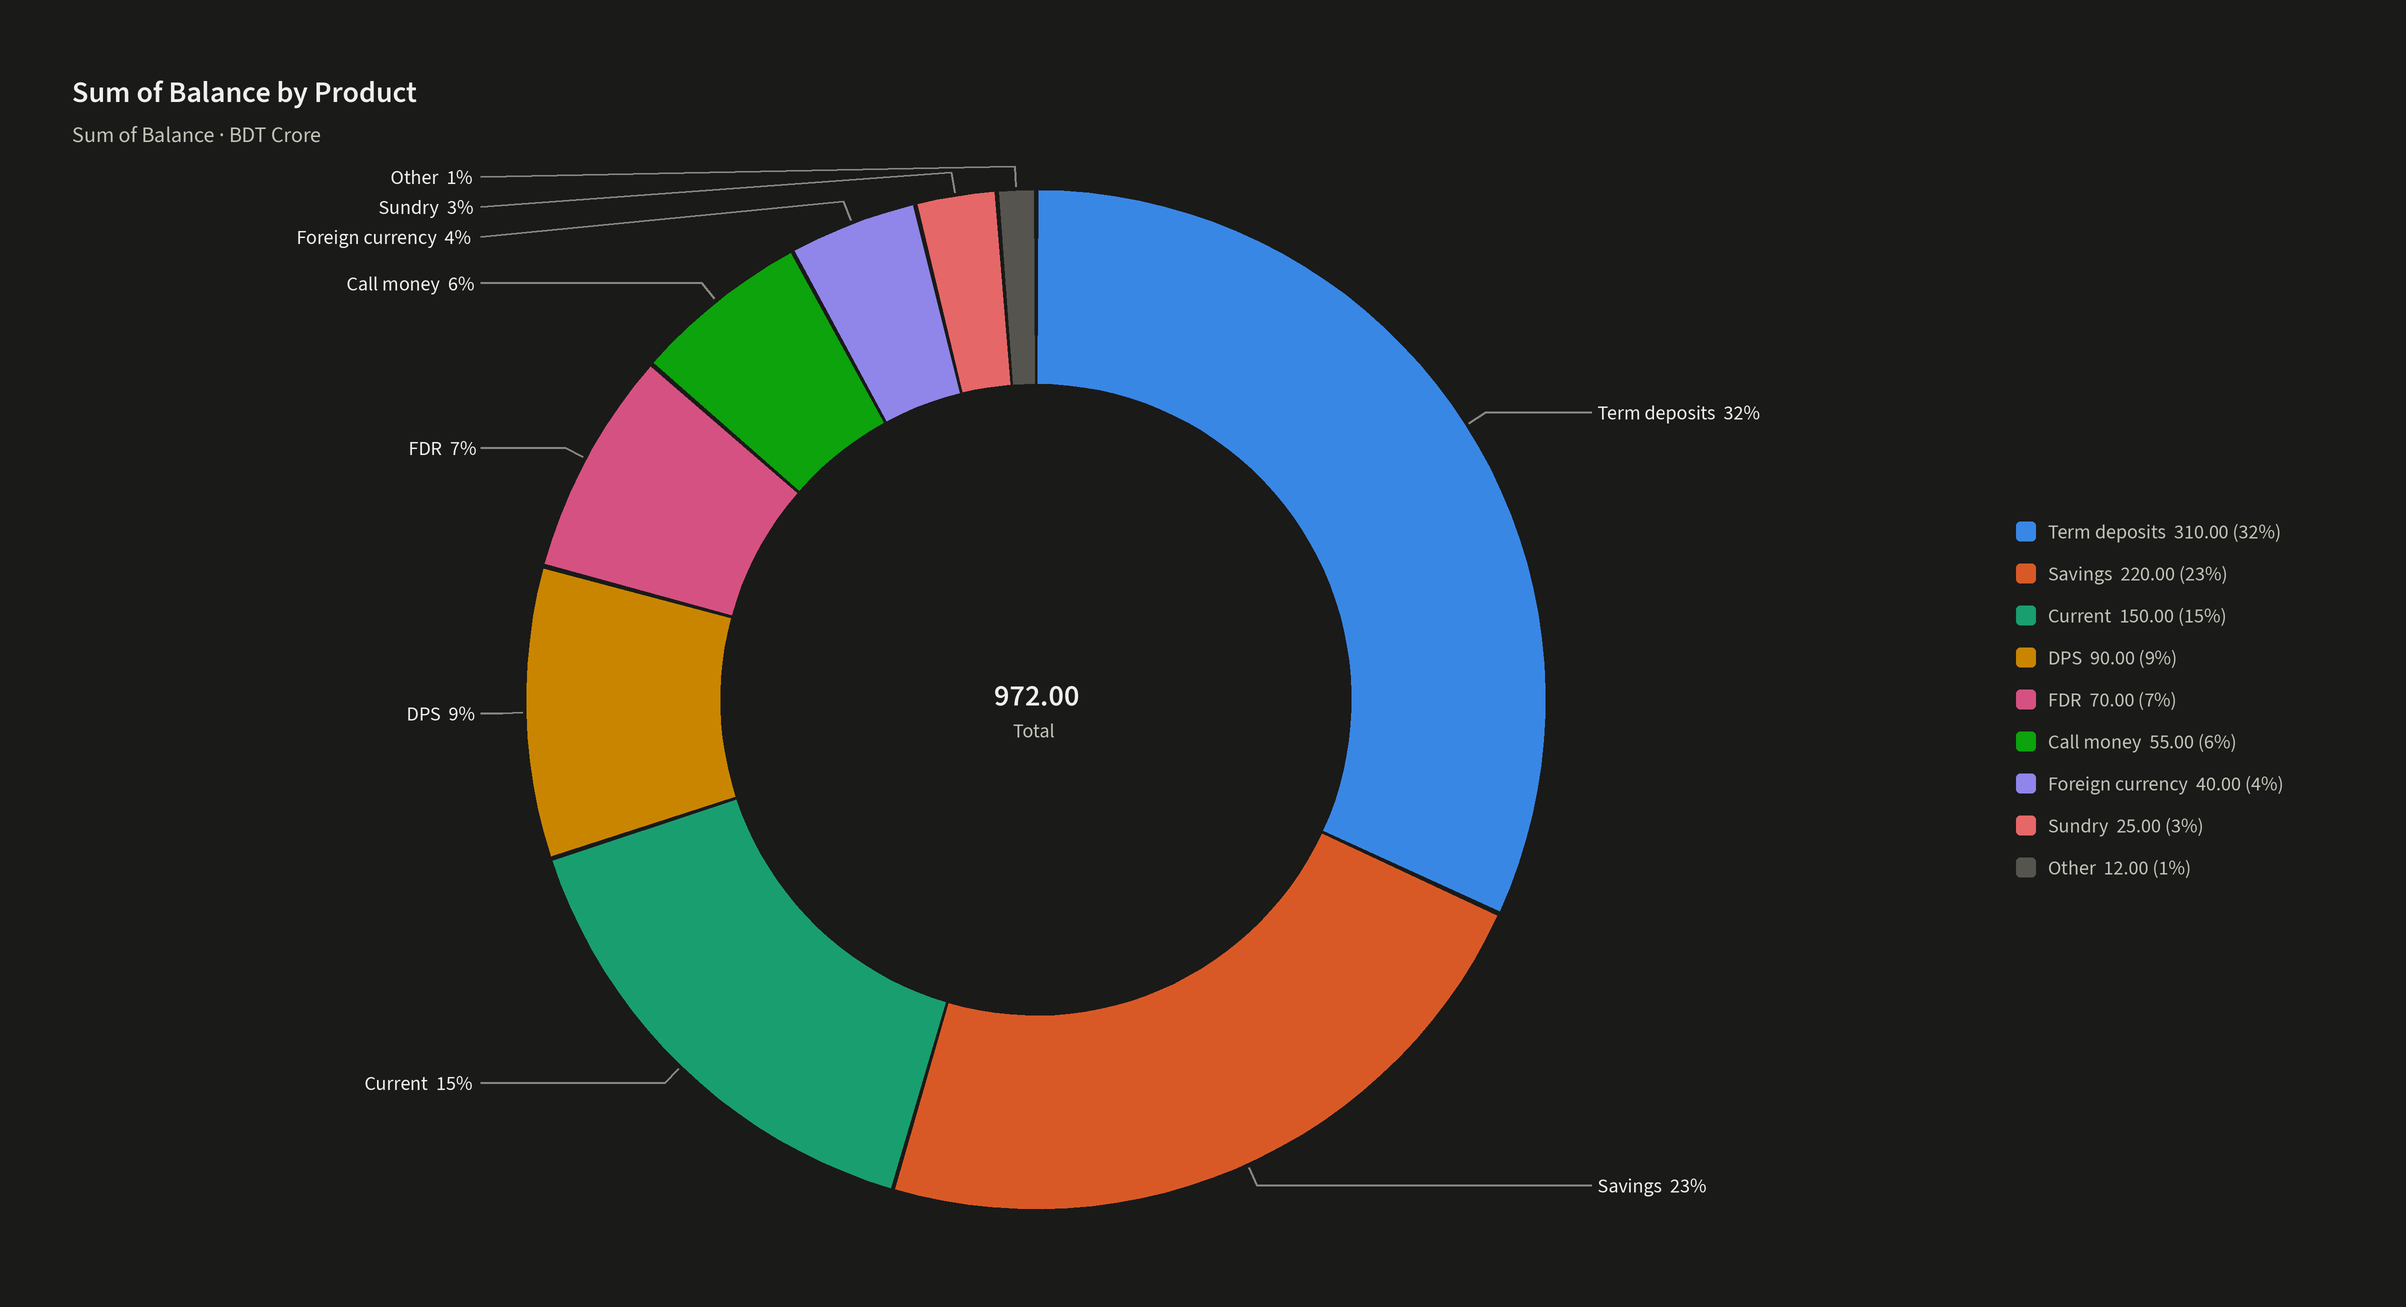 Sum of Balance by Product
Sum of Balance · BDT Crore
Other 1%
Sundry 3%
Foreign currency 4%
Call money 6%
FDR 7%
DPS 9%
Current 15%
Term deposits 32%
Savings 23%
972.00
Total
Term deposits 310.00 (32%)
Savings 220.00 (23%)
Current 150.00 (15%)
DPS 90.00 (9%)
FDR 70.00 (7%)
Call money 55.00 (6%)
Foreign currency 40.00 (4%)
Sundry 25.00 (3%)
Other 12.00 (1%)